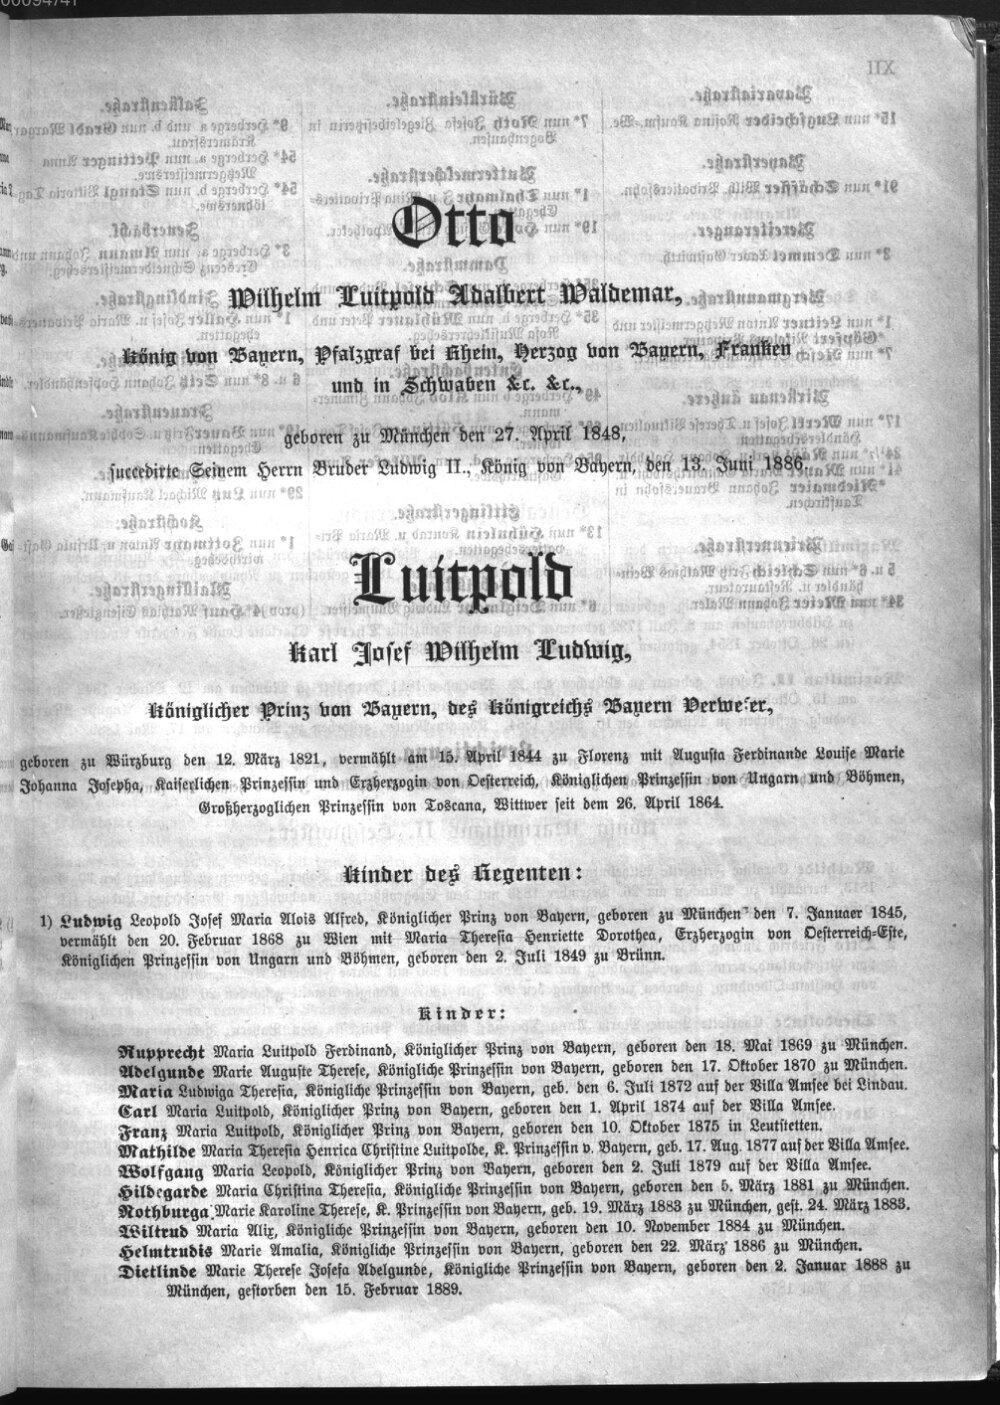 Otto
Wilhelm Luitpold Adalbert Waldemar,
König von Bayern, Pfalzgraf bei Rhein, Herzog von Bayern, Franken
und in Schwaben &c. &c.,
geboren zu München den 27. April 1848,
succedirte Seinem Herrn Bruder Ludwig II., König von Bayern, den 13. Juni 1886.
Luitpold
Karl Josef Wilhelm Ludwig,
Königlicher Prinz von Bayern, des Königreichs Bayern Verweser,
geboren zu Würzburg den 12. März 1821, vermählt am 15. April 1844 zu Florenz mit Augusta Ferdinande Louise Marie
Johanna Josepha, Kaiserlichen Prinzessin und Erzherzogin von Oesterreich, Königlichen Prinzessin von Ungarn und Böhmen,
Großherzoglichen Prinzessin von Toscana, Wittwer seit dem 26. April 1864.
Kinder des Regenten:
1) Ludwig Leopold Josef Maria Alois Alfred, Königlicher Prinz von Bayern, geboren zu München den 7. Januaer 1845,
vermählt den 20. Februar 1868 zu Wien mit Maria Theresia Henriette Dorothea, Erzherzogin von Oesterreich-Este,
Königlichen Prinzessin von Ungarn und Böhmen, geboren den 2. Juli 1849 zu Brünn.
Kinder:
Rupprecht Maria Luitpold Ferdinand, Königlicher Prinz von Bayern, geboren den 18. Mai 1869 zu München.
Adelgunde Marie Auguste Therese, Königliche Prinzessin von Bayern, geboren den 17. Oktober 1870 zu München.
Maria Ludwiga Theresia, Königliche Prinzessin von Bayern, geb. den 6. Juli 1872 auf der Villa Amsee bei Lindau.
Carl Maria Luitpold, Königlicher Prinz von Bayern, geboren den 1. April 1874 auf der Villa Amsee.
Franz Maria Luitpold, Königlicher Prinz von Bayern, geboren den 10. Oktober 1875 in Leutstetten.
Mathilde Maria Theresia Henrica Christine Luitpolde, K. Prinzessin v. Bayern, geb. 17. Aug. 1877 auf der Villa Amsee.
Wolfgang Maria Leopold, Königlicher Prinz von Bayern, geboren den 2. Juli 1879 auf der Villa Amsee.
Hildegarde Maria Christina Theresia, Königliche Prinzessin von Bayern, geboren den 5. März 1881 zu München.
Nothburga Marie Karoline Therese, K. Prinzessin von Bayern, geb. 19. März 1883 zu München, gest. 24. März 1883.
Wiltrud Maria Alix, Königliche Prinzessin von Bayern, geboren den 10. November 1884 zu München.
Helmtrudis Marie Amalia, Königliche Prinzessin von Bayern, geboren den 22. März 1886 zu München.
Dietlinde Marie Therese Josefa Adelgunde, Königliche Prinzessin von Bayern, geboren den 2. Januar 1888 zu
München, gestorben den 15. Februar 1889.